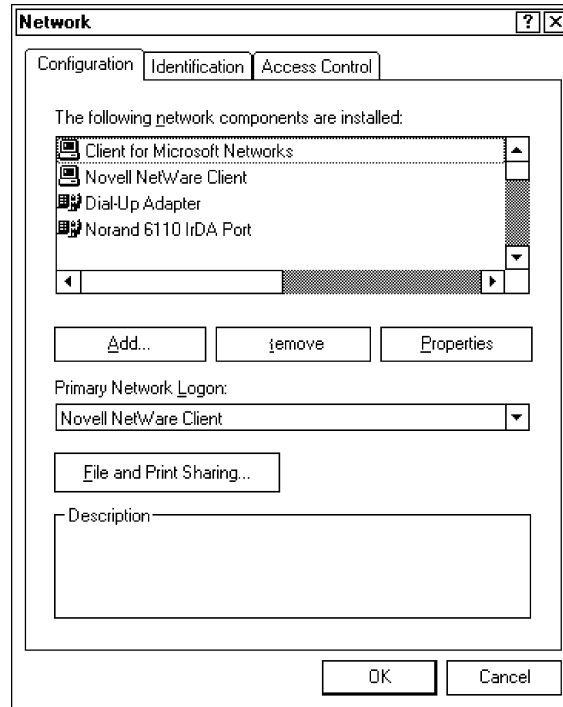 Network
Configuration Identification Access Control
The following network components are installed:
Client for Microsoft Networks
Novell NetWare Client
Dial-Up Adapter
Norand 6110 IrDA Port
Add... ɩemove Properties
Primary Network Logon:
Novell NetWare Client
File and Print Sharing...
Description
OK Cancel